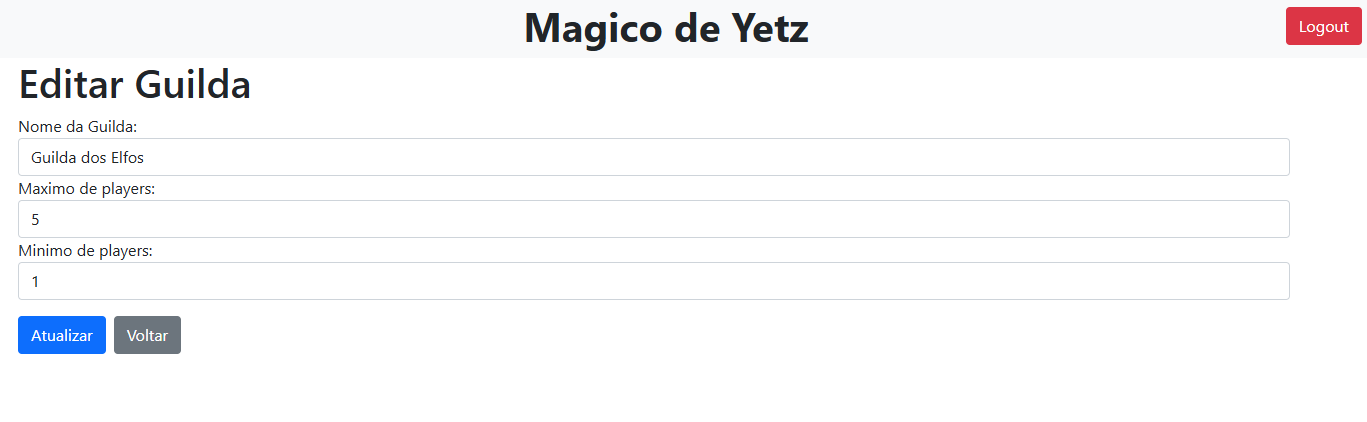 Magico de Yetz
Logout
Editar Guilda
Nome da Guilda:
Guilda dos Elfos
Maximo de players:
5
Minimo de players:
1
Atualizar Voltar